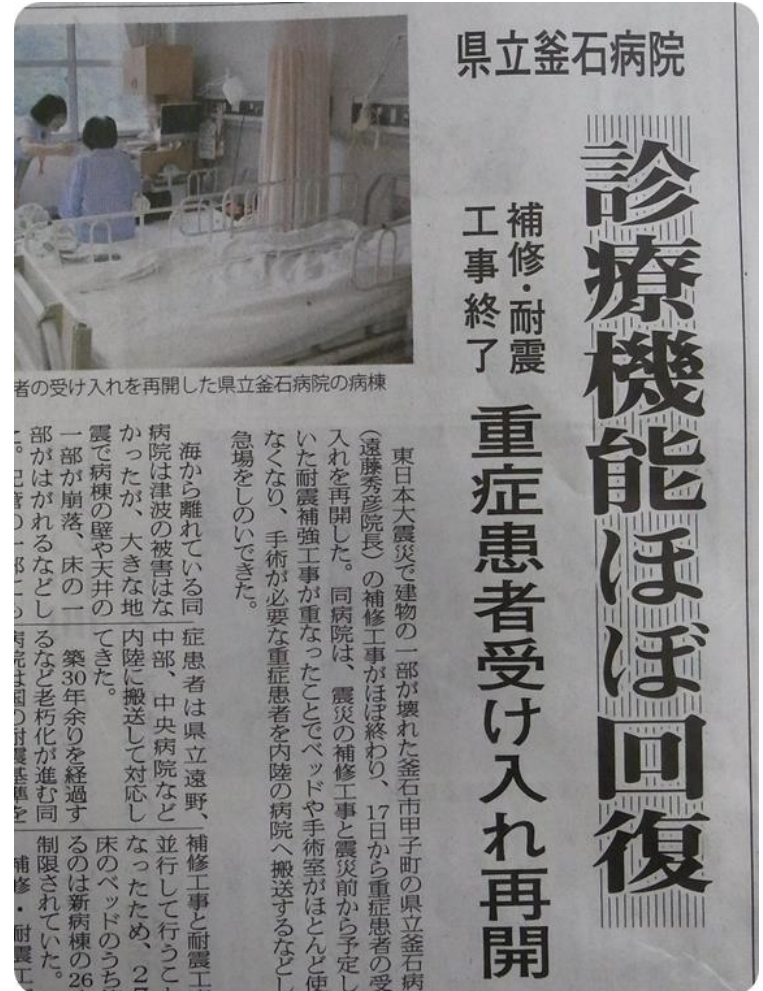 県立釜石病院
診療機能ほぼ回復
補修・耐震
工事終了
重症患者受け入れ再開
者の受け入れを再開した県立釜石病院の病棟
東日本大震災で建物の一部が壊れた釜石市甲子町の県立釜石病
（遠藤秀彦院長）の補修工事がほぼ終わり、17日から重症患者の受
入れを再開した。同病院は、震災の補修工事と震災前から予定し
いた耐震補強工事が重なったことでベッドや手術室がほとんど使
なくなり、手術が必要な重症患者を内陸の病院へ搬送するなどし
急場をしのいできた。
海から離れている同
病院は津波の被害はな
かったが、大きな地
震で病棟の壁や天井の
一部が崩落、床の一
部がはがれるなどし
た。配管の一部に
症患者は県立遠野、
中部、中央病院など
内陸に搬送して対応し
てきた。
築30年余りを経過す
るなど老朽化が進む同
病院は国の耐震基準を
補修工事と耐震工
並行して行うこ
なったため、2
床のベッドのうち
るのは新病棟の26
制限されていた。
補修・耐震工